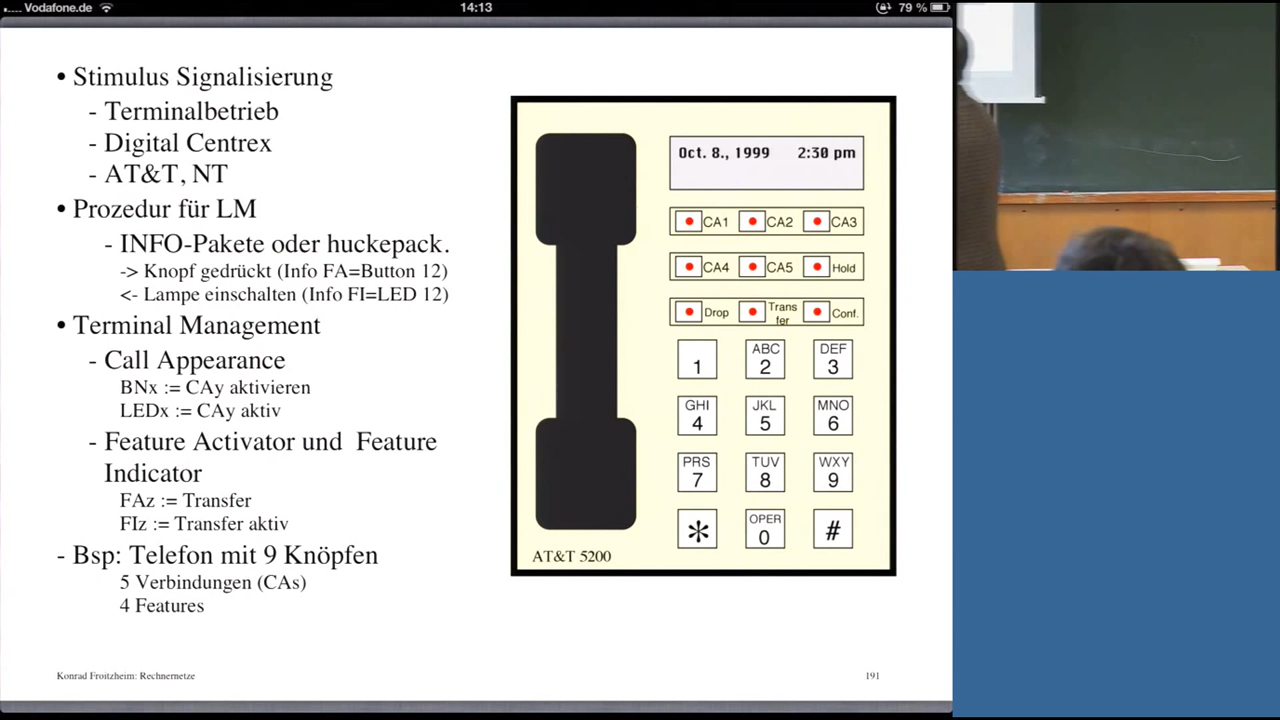 Vodafone.de 14:13 79 %
• Stimulus Signalisierung
- Terminalbetrieb
- Digital Centrex
- AT&T, NT
• Prozedur für LM
- INFO-Pakete oder huckepack.
-> Knopf gedrückt (Info FA=Button 12)
<- Lampe einschalten (Info FI=LED 12)
• Terminal Management
- Call Appearance
BNx := CAy aktivieren
LEDx := CAy aktiv
- Feature Activator und Feature
Indicator
FAz := Transfer
FIz := Transfer aktiv
- Bsp: Telefon mit 9 Knöpfen
5 Verbindungen (CAs)
4 Features
Oct. 8., 1999 2:30 pm
CA1 CA2 CA3
CA4 CA5 Hold
Drop Trans Conf.
fer
ABC DEF
1 2 3
GHI JKL MNO
4 5 6
PRS TUV WXY
7 8 9
OPER
* 0 #
AT&T 5200
Konrad Froitzheim: Rechnernetze 191